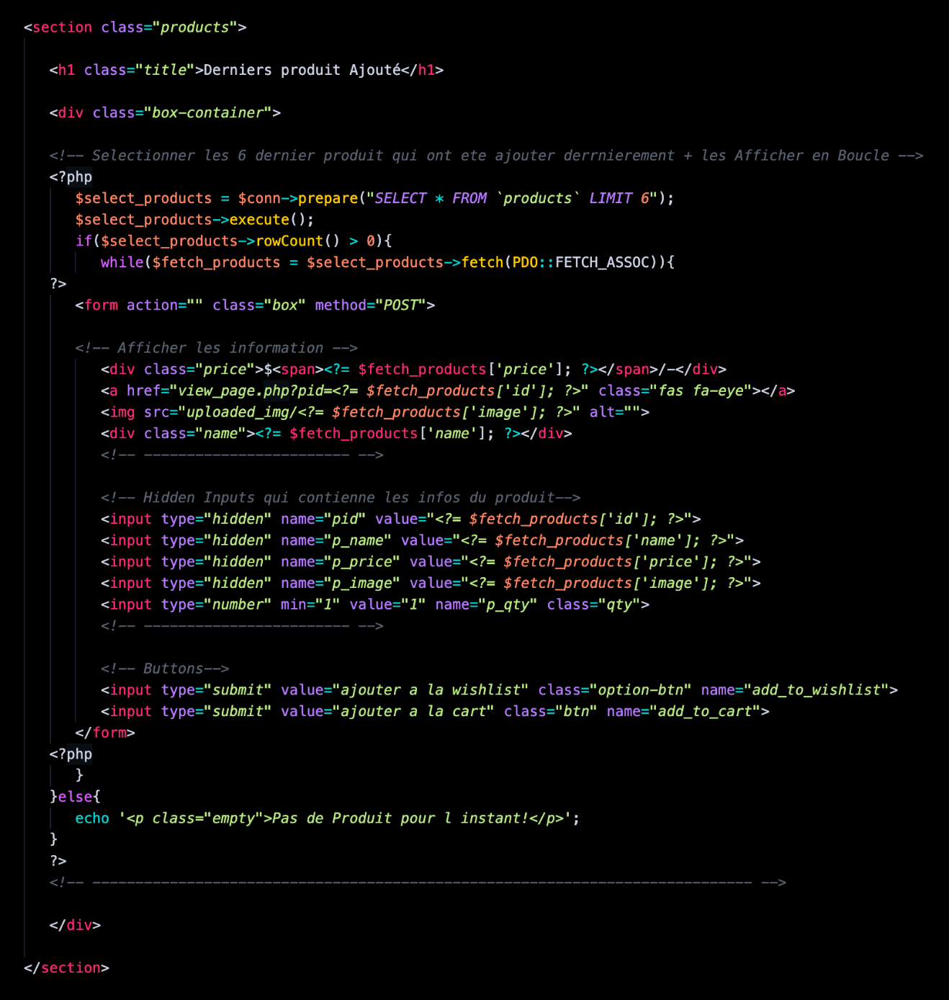 <section class="products">
<h1 class="title">Derniers produit Ajouté</h1>
<div class="box-container">
<!-- Selectionner les 6 dernier produit qui ont ete ajouter derrnierement + les Afficher en Boucle -->
<?php
$select_products = $conn->prepare("SELECT * FROM `products` LIMIT 6");
$select_products->execute();
if($select_products->rowCount() > 0){
while($fetch_products = $select_products->fetch(PDO::FETCH_ASSOC)){
?>
<form action="" class="box" method="POST">
<!-- Afficher les information -->
<div class="price">$<span><?= $fetch_products['price']; ?></span>/-</div>
<a href="view_page.php?pid=<?= $fetch_products['id']; ?>" class="fas fa-eye"></a>
<img src="uploaded_img/<?= $fetch_products['image']; ?>" alt="">
<div class="name"><?= $fetch_products['name']; ?></div>
<!-- ------------------------ -->
<!-- Hidden Inputs qui contienne les infos du produit-->
<input type="hidden" name="pid" value="<?= $fetch_products['id']; ?>">
<input type="hidden" name="p_name" value="<?= $fetch_products['name']; ?>">
<input type="hidden" name="p_price" value="<?= $fetch_products['price']; ?>">
<input type="hidden" name="p_image" value="<?= $fetch_products['image']; ?>">
<input type="number" min="1" value="1" name="p_qty" class="qty">
<!-- ------------------------ -->
<!-- Buttons-->
<input type="submit" value="ajouter a la wishlist" class="option-btn" name="add_to_wishlist">
<input type="submit" value="ajouter a la cart" class="btn" name="add_to_cart">
</form>
<?php
}
}else{
echo '<p class="empty">Pas de Produit pour l instant!</p>';
}
?>
<!-- ----------------------------------------------------------------------------- -->
</div>
</section>